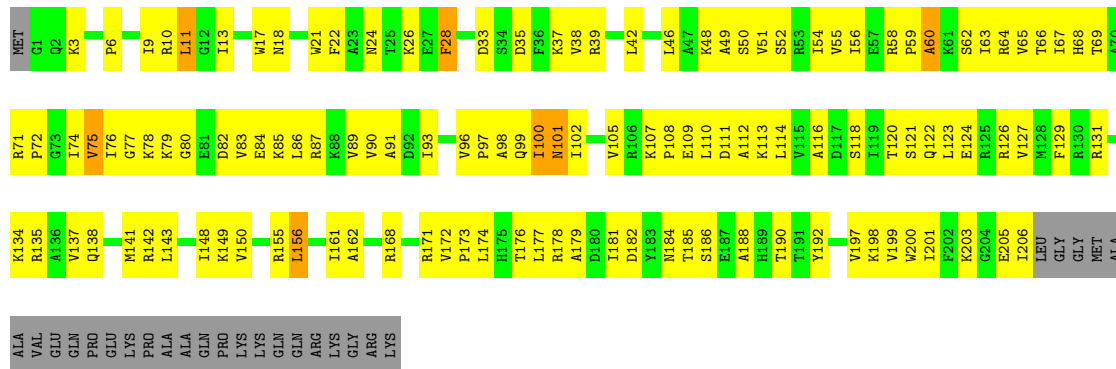 MET G1 Q2 K3 P6 I9 R10 L11 G12 I13 W17 N18 W21 F22 A23 N24 T25 K26 E27 F28 D33 S34 D35 F36 K37 V38 R39 L42 L46 A47 K48 A49 S50 V51 S52 R53 I54 V55 I56 E57 R58 P59 A60 K61 S62 I63 R64 V65 T66 I67 H68 T69 A70
R71 P72 G73 I74 V75 I76 G77 K78 K79 G80 E81 D82 V83 E84 K85 L86 R87 K88 V89 V90 A91 D92 I93 V96 P97 A98 Q99 I100 N101 I102 V105 R106 K107 P108 E109 L110 D111 A112 K113 L114 V115 A116 D117 S118 I119 T120 S121 Q122 L123 E124 R125 R126 V127 M128 F129 R130 R131
K134 R135 A136 V137 Q138 M141 R142 L143 I148 K149 V150 R155 L156 I161 A162 R168 R171 V172 P173 L174 H175 T176 L177 R178 A179 D180 I181 D182 Y183 N184 T185 S186 E187 A188 H189 T190 T191 Y192 V197 K198 V199 W200 I201 F202 K203 G204 E205 I206 LEU GLY GLY MET ALA
ALA VAL GLU GLN PRO GLU LYS PRO ALA ALA GLN PRO LYS LYS GLN GLN ARG LYS GLY ARG LYS